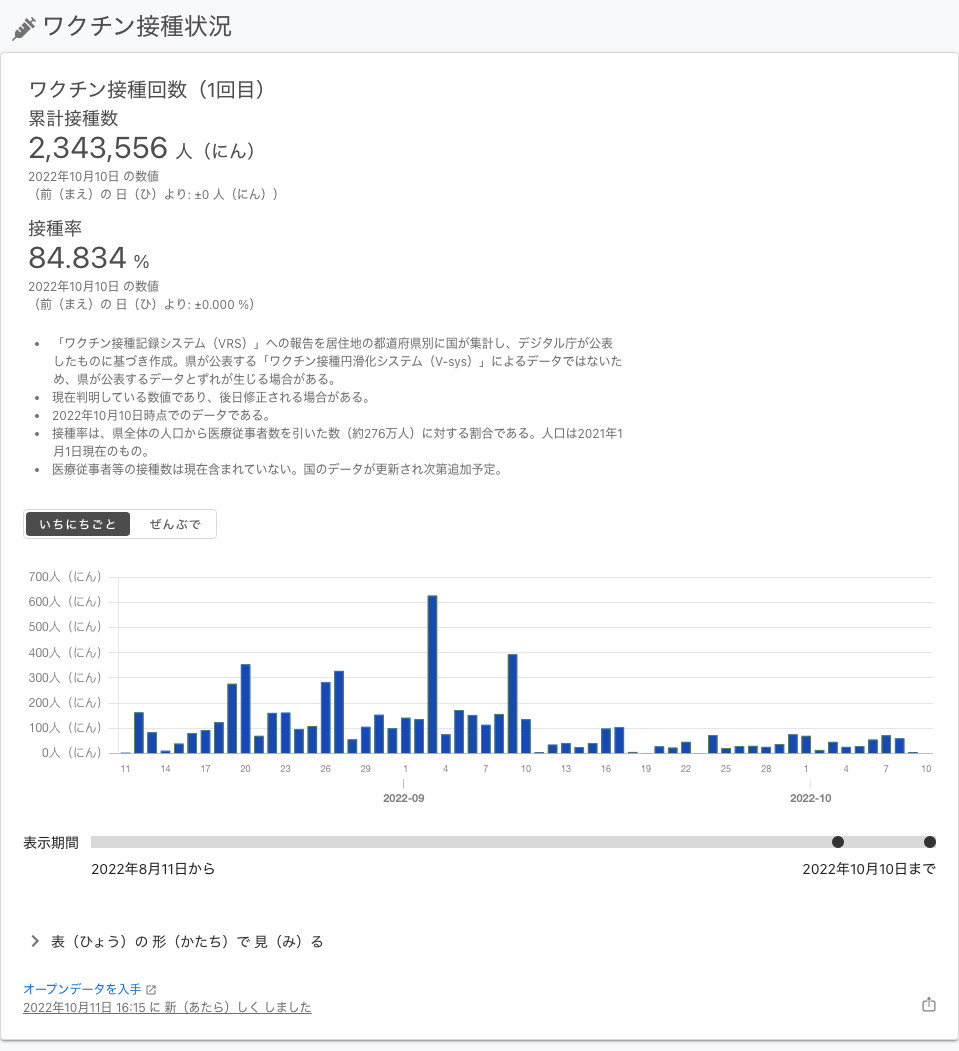 ワクチン接種状況
ワクチン接種回数（1回目）
累計接種数
2,343,556 人（にん）
2022年10月10日 の数値
（前（まえ）の 日（ひ）より: ±0 人（にん））
接種率
84.834 %
2022年10月10日 の数値
（前（まえ）の 日（ひ）より: ±0.000 %）
• 「ワクチン接種記録システム（VRS）」への報告を居住地の都道府県別に国が集計し、デジタル庁が公表
したものに基づき作成。県が公表する「ワクチン接種円滑化システム（V-sys）」によるデータではないた
め、県が公表するデータとずれが生じる場合がある。
• 現在判明している数値であり、後日修正される場合がある。
• 2022年10月10日時点でのデータである。
• 接種率は、県全体の人口から医療従事者数を引いた数（約276万人）に対する割合である。人口は2021年1
月1日現在のもの。
• 医療従事者等の接種数は現在含まれていない。国のデータが更新され次第追加予定。
いちにちごと ぜんぶで
700人（にん）
600人（にん）
500人（にん）
400人（にん）
300人（にん）
200人（にん）
100人（にん）
0人（にん）
11 14 17 20 23 26 29 1 4 7 10 13 16 19 22 25 28 1 4 7 10
2022-09 2022-10
表示期間
2022年8月11日から 2022年10月10日まで
表（ひょう）の 形（かたち）で 見（み）る
オープンデータを入手
2022年10月11日 16:15 に 新（あたら）しく しました